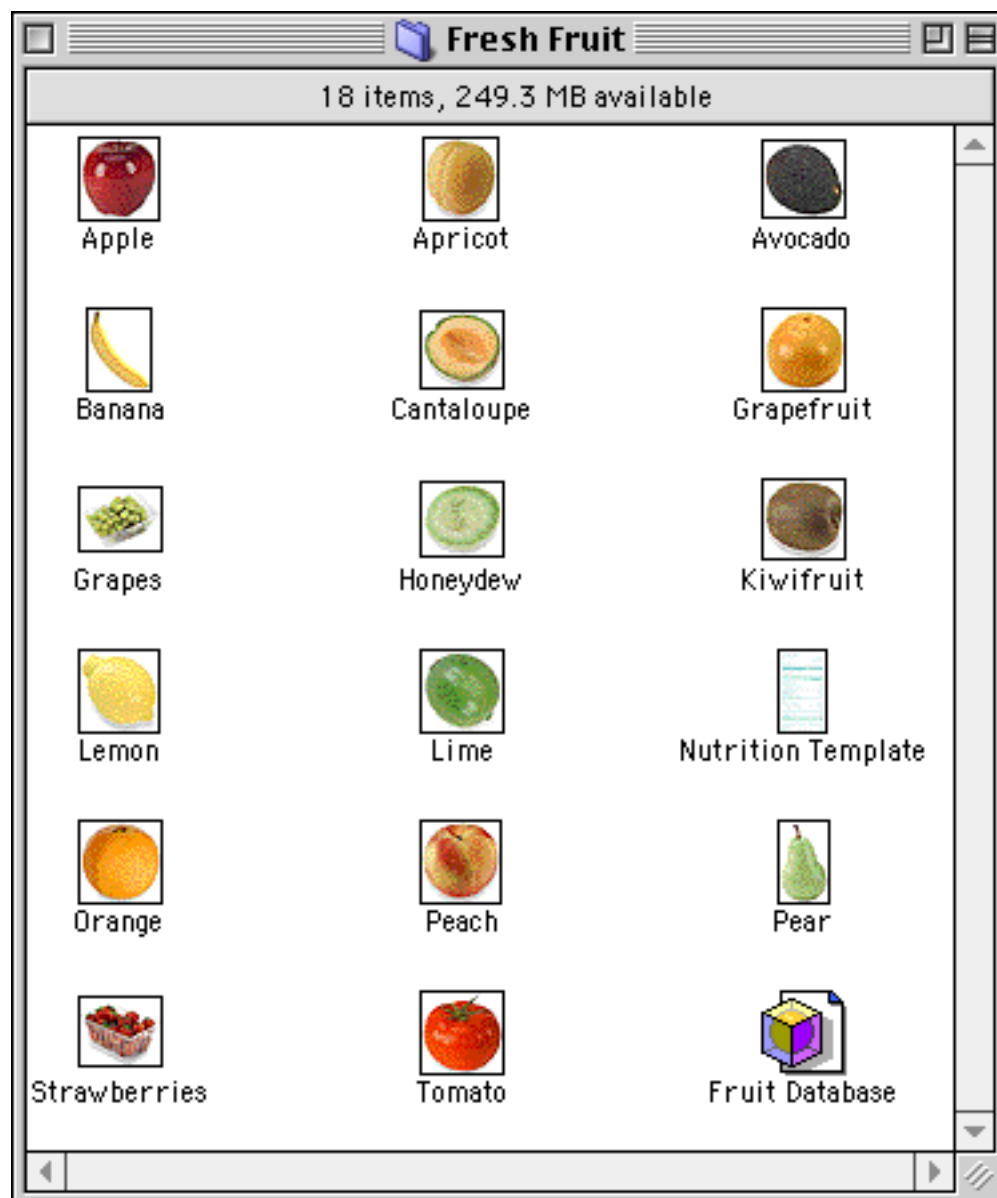 Fresh Fruit
18 items, 249.3 MB available
Apple
Apricot
Avocado
Banana
Cantaloupe
Grapefruit
Grapes
Honeydew
Kiwifruit
Lemon
Lime
Nutrition Template
Orange
Peach
Pear
Strawberries
Tomato
Fruit Database